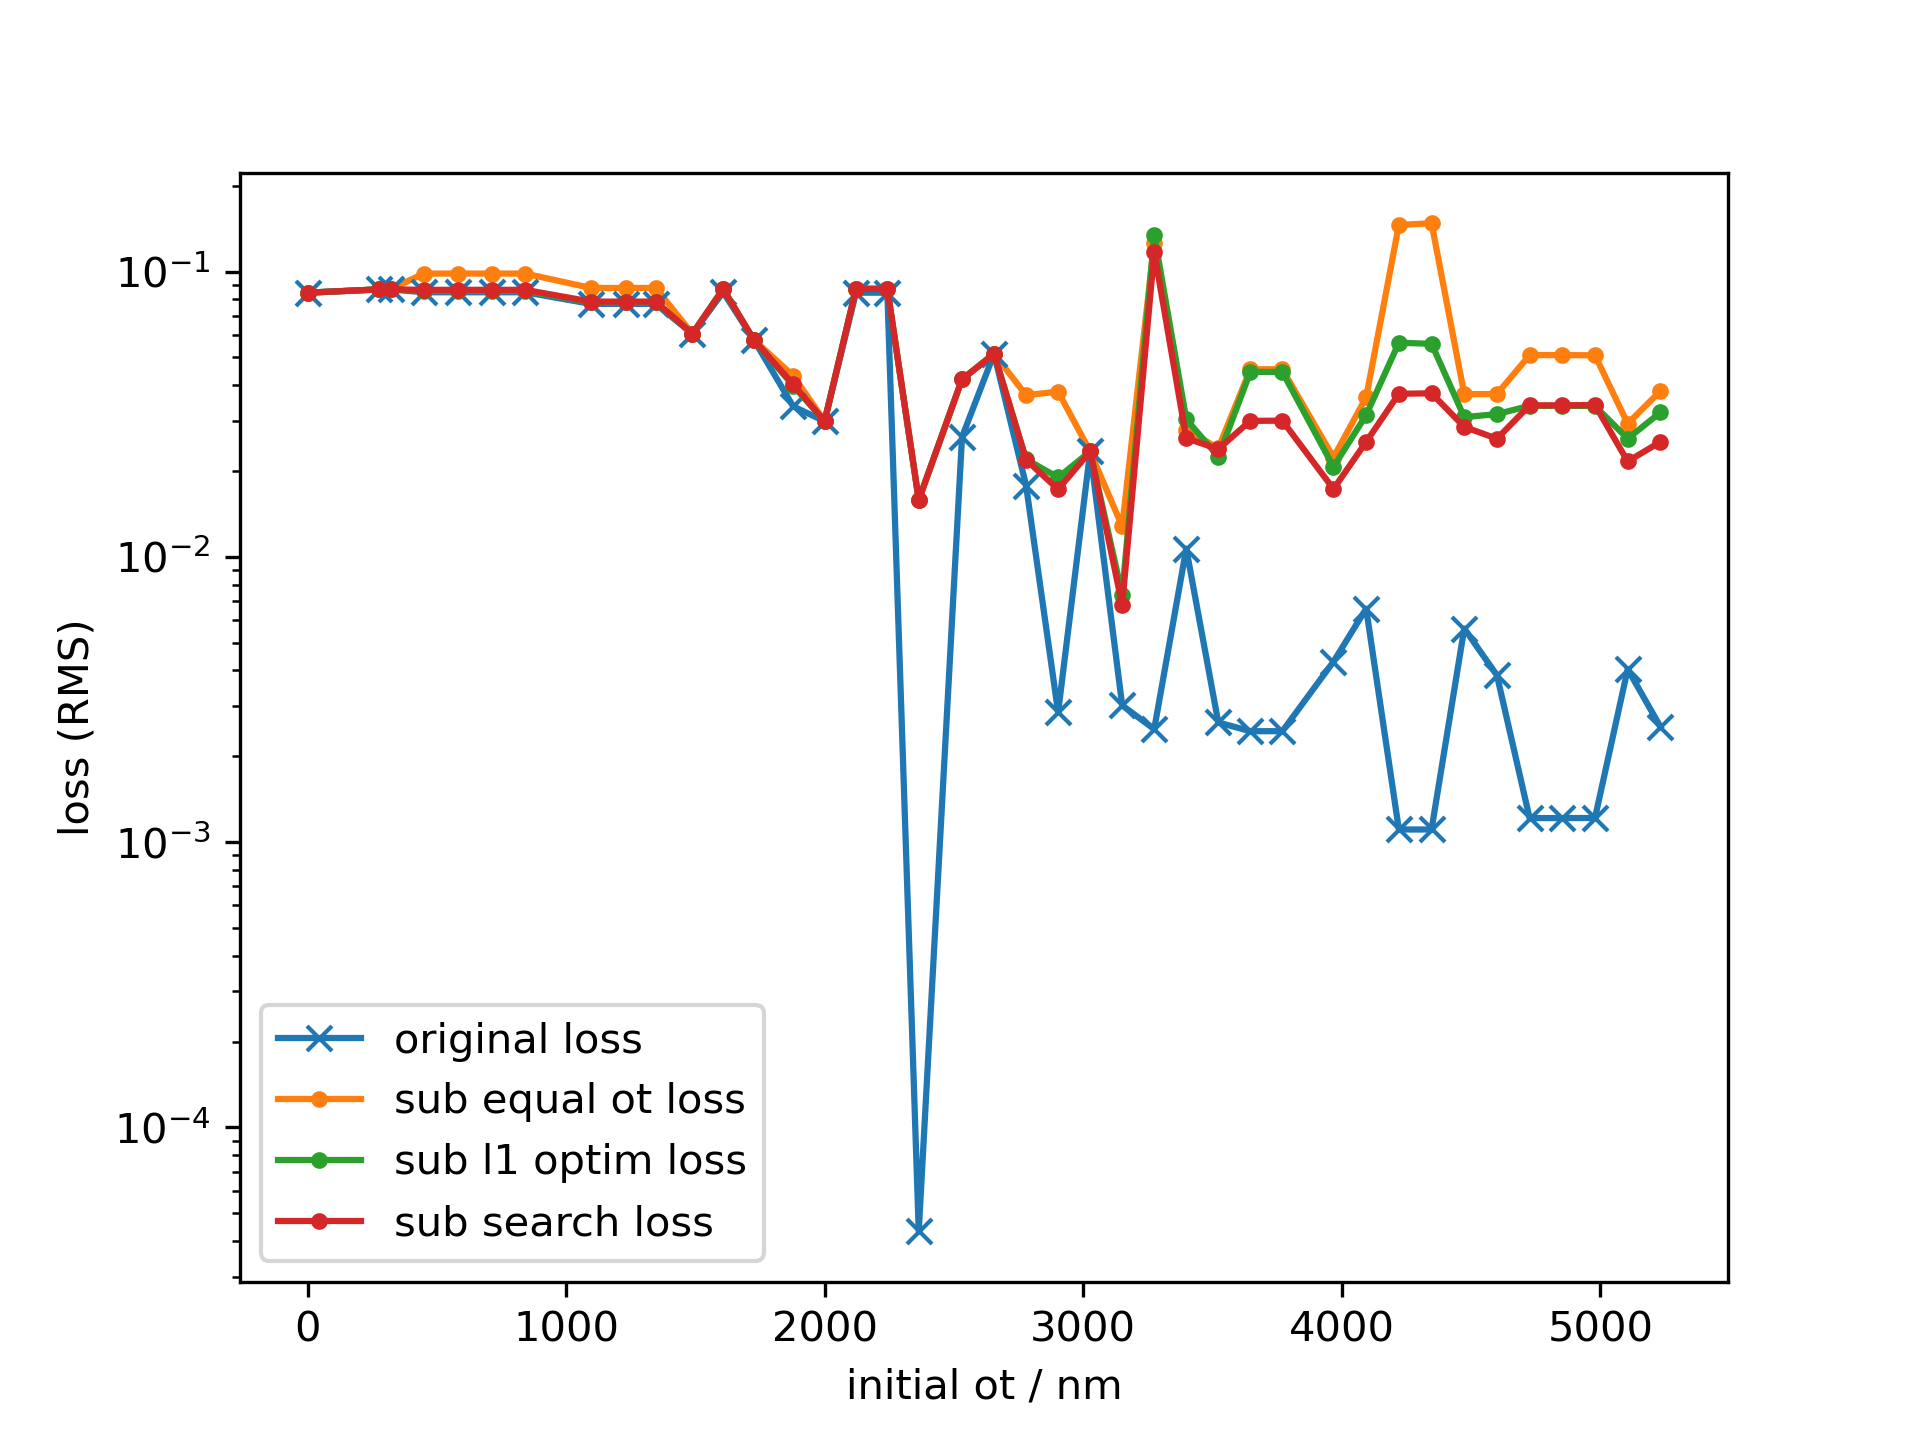 10⁻¹
10⁻²
10⁻³
10⁻⁴
loss (RMS)
original loss
sub equal ot loss
sub l1 optim loss
sub search loss
0 1000 2000 3000 4000 5000
initial ot / nm